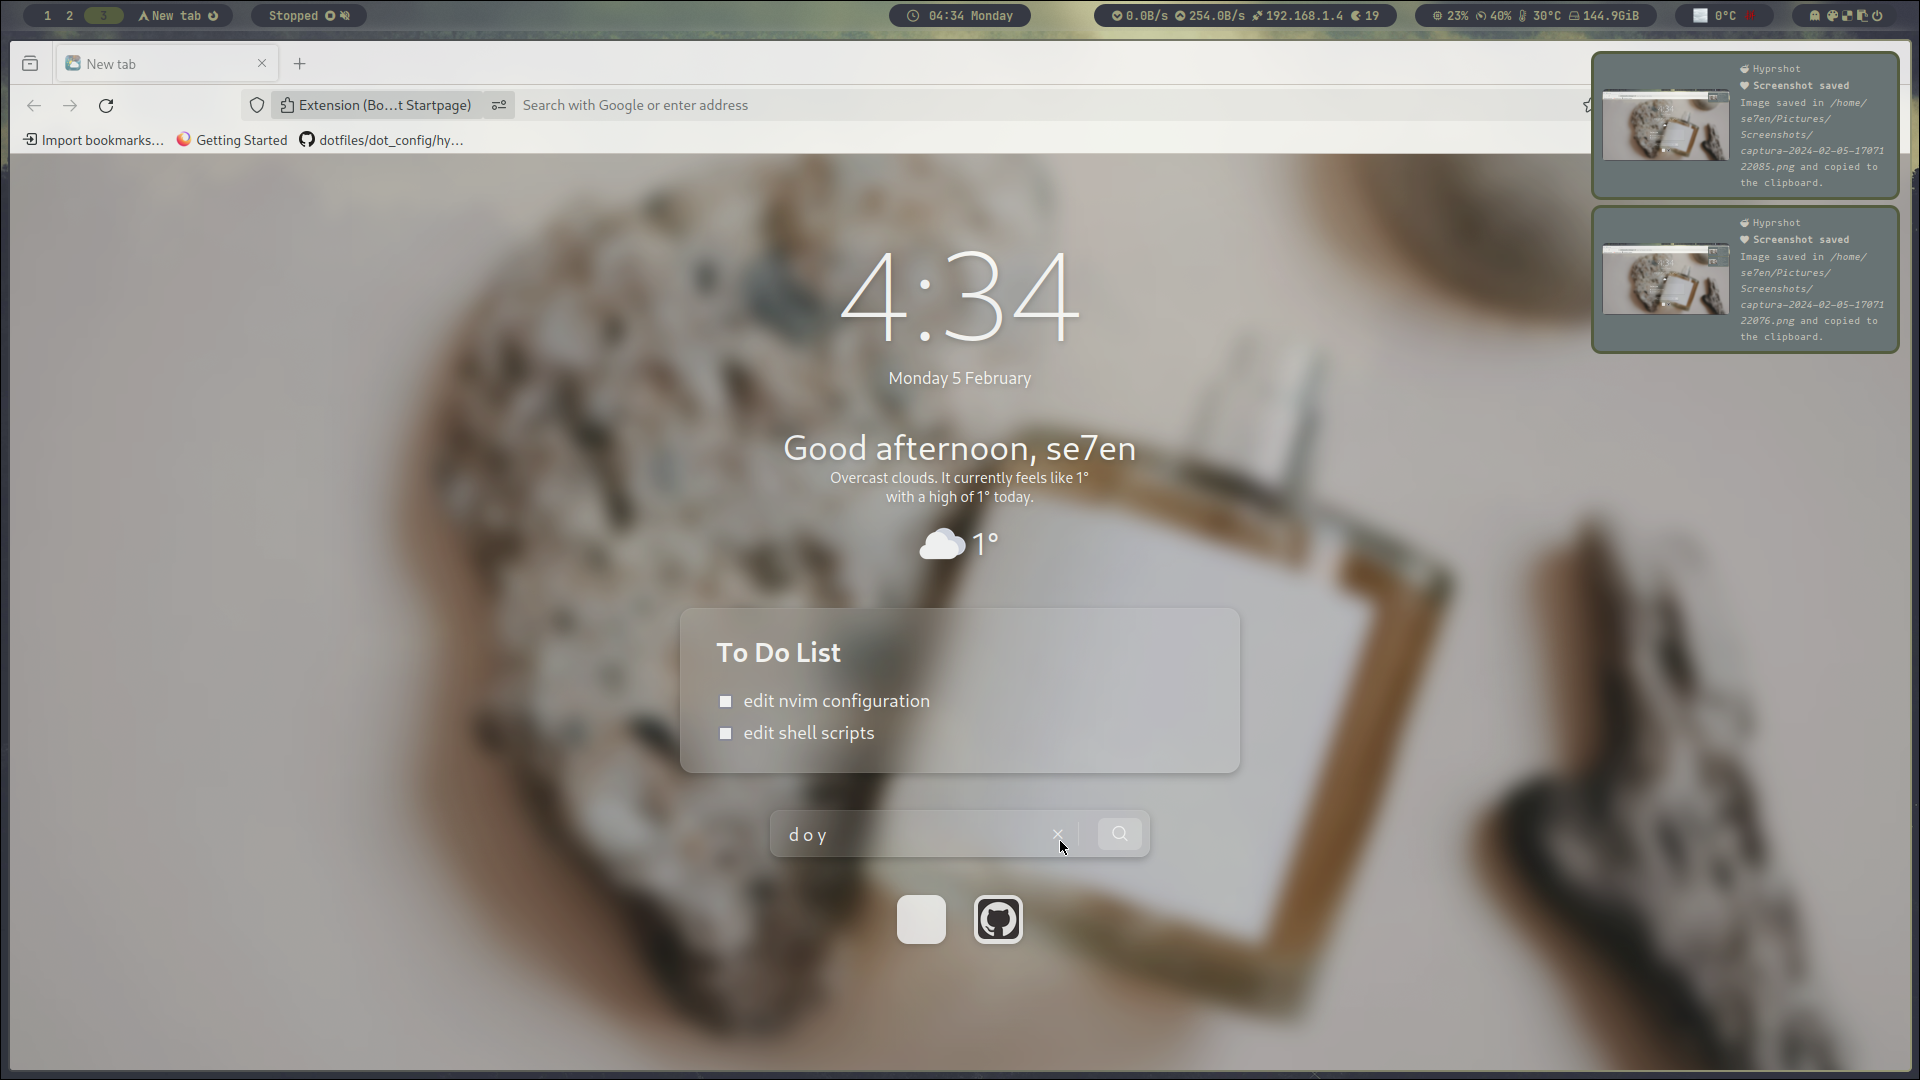 1 2 3 New tab
Stopped
04:34 Monday
0.0B/s 254.0B/s 192.168.1.4 19
23% 40% 30°C 144.9GiB
0°C
New tab
Extension (Bo...t Startpage)
Search with Google or enter address
Import bookmarks...
Getting Started
dotfiles/dot_config/hy...
Hyprshot
Screenshot saved
Image saved in /home/
se7en/Pictures/
Screenshots/
captura-2024-02-05-17071
22085.png and copied to
the clipboard.
Hyprshot
Screenshot saved
Image saved in /home/
se7en/Pictures/
Screenshots/
captura-2024-02-05-17071
22076.png and copied to
the clipboard.
4:34
Monday 5 February
Good afternoon, se7en
Overcast clouds. It currently feels like 1°
with a high of 1° today.
1°
To Do List
edit nvim configuration
edit shell scripts
d o y